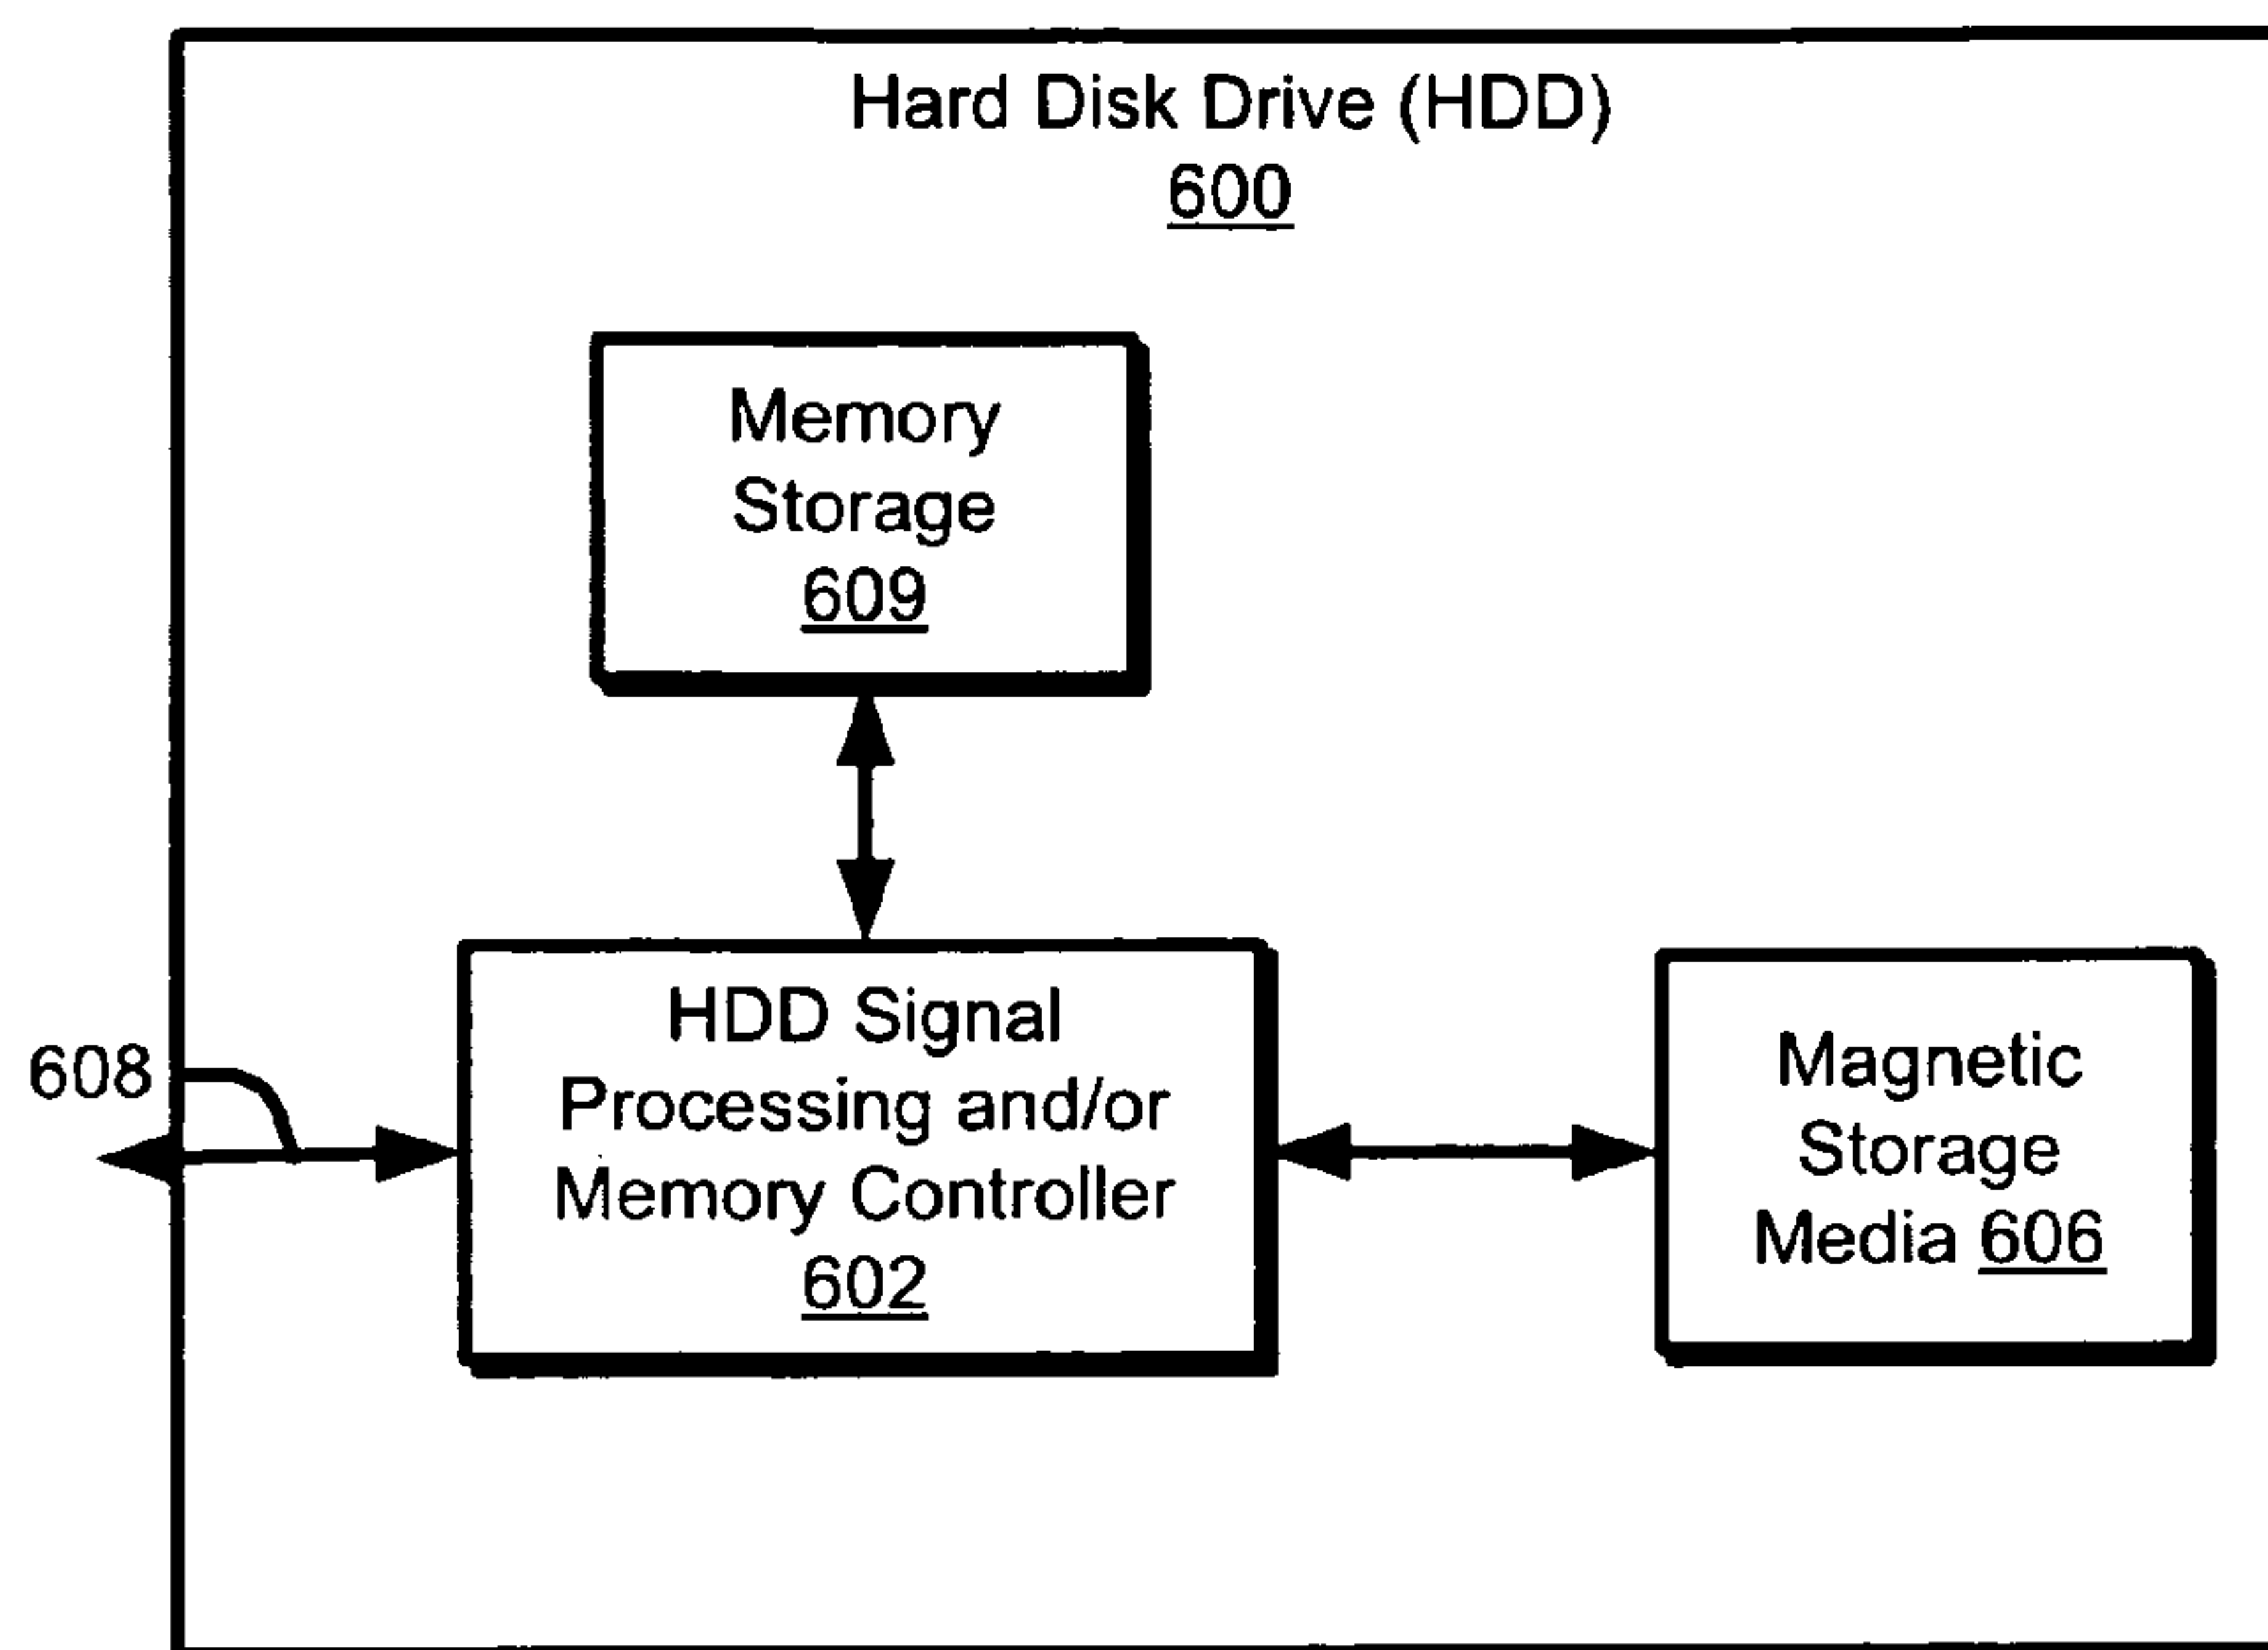 Hard Disk Drive (HDD)
600
Memory
Storage
609
HDD Signal
Processing and/or
Memory Controller
602
608
Magnetic
Storage
Media 606